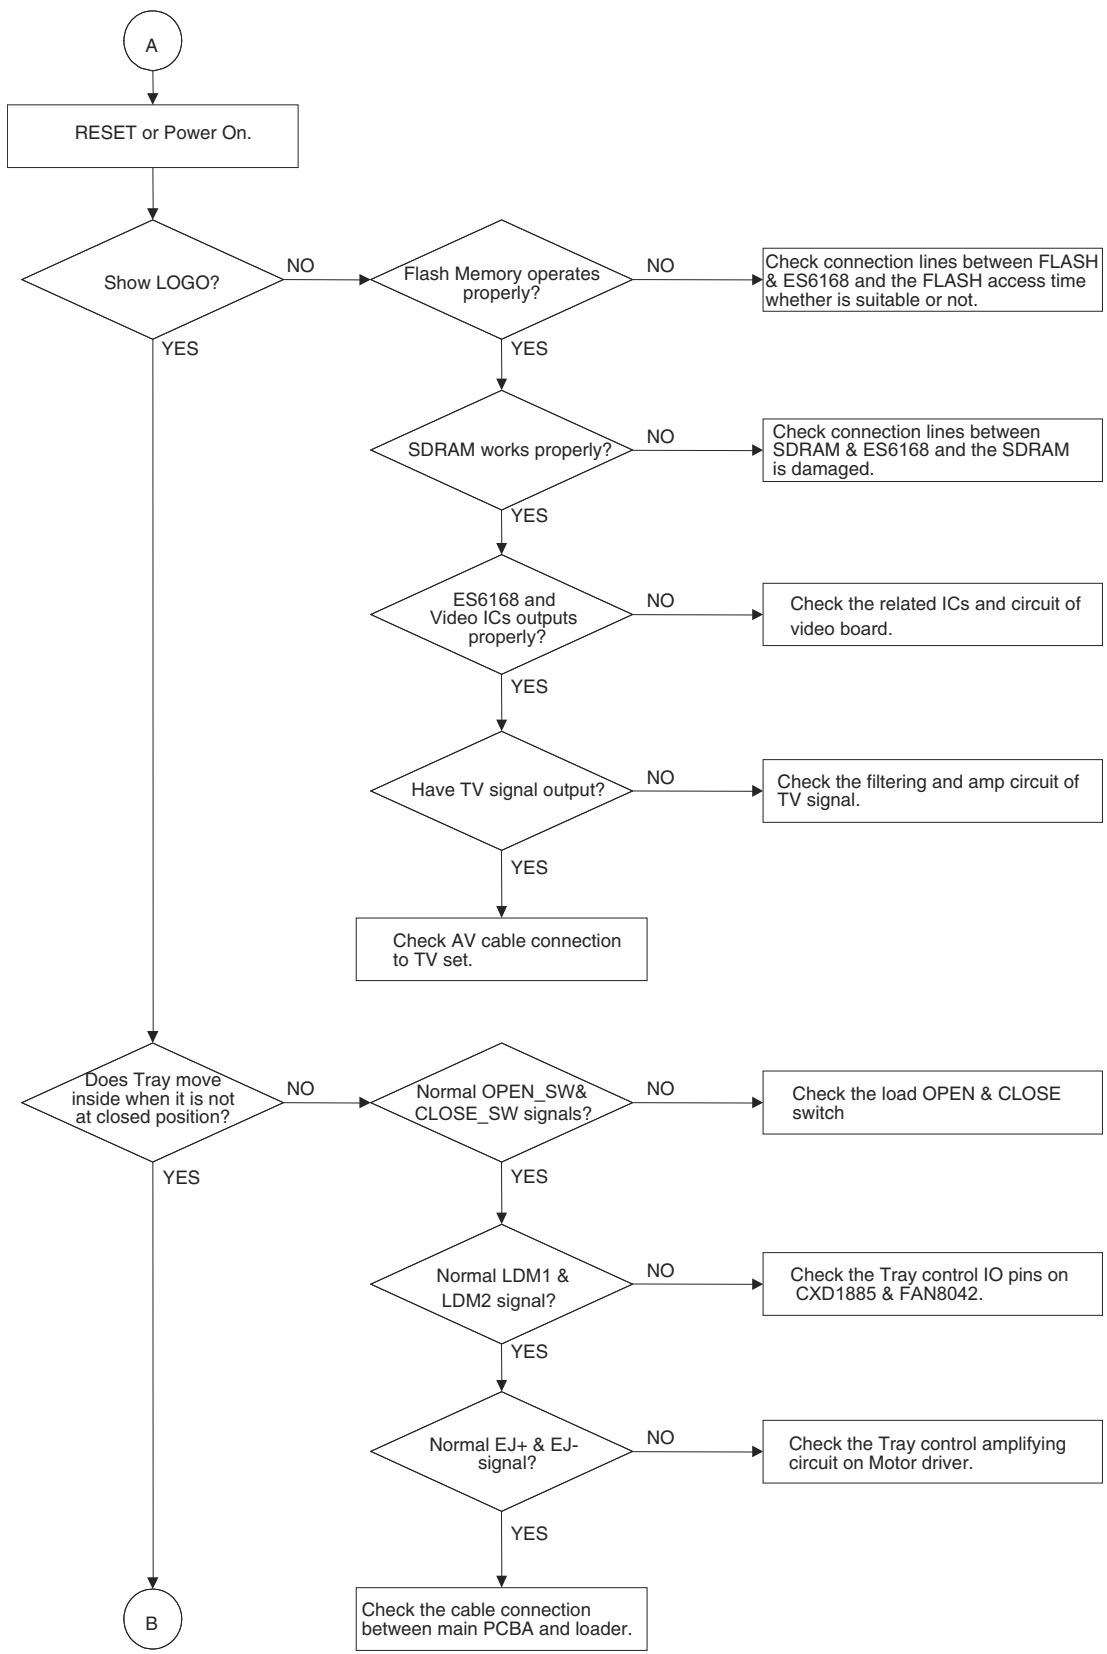 A
RESET or Power On.
Show LOGO?
NO
Flash Memory operates
properly?
NO
Check connection lines between FLASH
& ES6168 and the FLASH access time
whether is suitable or not.
YES
YES
SDRAM works properly?
NO
Check connection lines between
SDRAM & ES6168 and the SDRAM
is damaged.
YES
ES6168 and
Video ICs outputs
properly?
NO
Check the related ICs and circuit of
video board.
YES
Have TV signal output?
NO
Check the filtering and amp circuit of
TV signal.
YES
Check AV cable connection
to TV set.
Does Tray move
inside when it is not
at closed position?
NO
Normal OPEN_SW&
CLOSE_SW signals?
NO
Check the load OPEN & CLOSE
switch
YES
YES
Normal LDM1 &
LDM2 signal?
NO
Check the Tray control IO pins on
CXD1885 & FAN8042.
YES
Normal EJ+ & EJ-
signal?
NO
Check the Tray control amplifying
circuit on Motor driver.
YES
B
Check the cable connection
between main PCBA and loader.